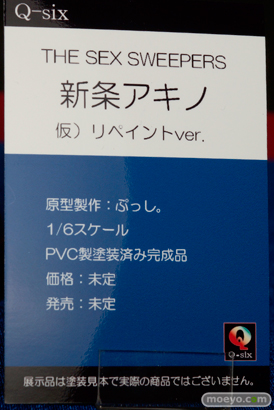 Q-six
THE SEX SWEEPERS
新条アキノ
仮）リペイントver.
原型製作：ぷっし。
1/6スケール
PVC製塗装済み完成品
価格：未定
発売：未定
Q
Q-six
展示品は塗装見本で実際の商品ではございません。
moeyo.com